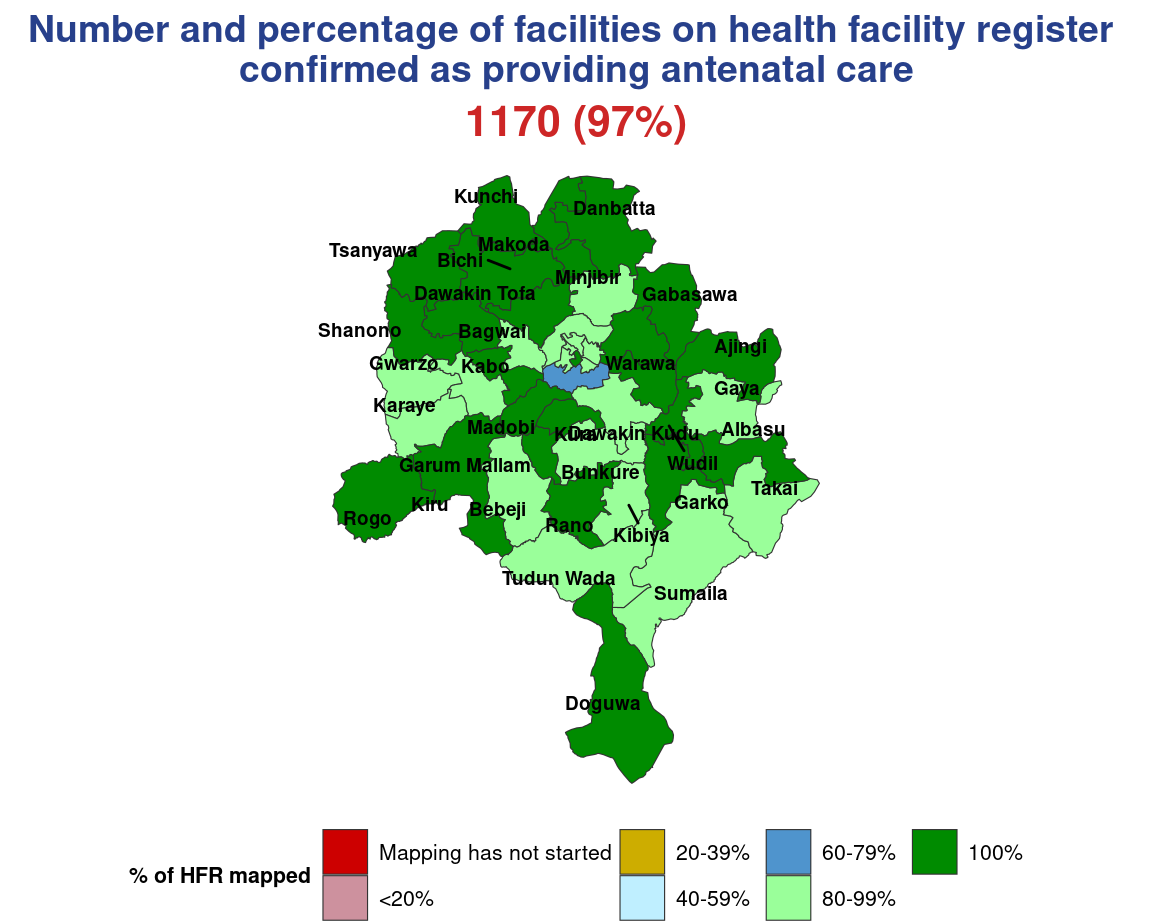 Number and percentage of facilities on health facility register
confirmed as providing antenatal care
1170 (97%)
Kunchi
Danbatta
Makoda
Tsanyawa
Bichi
Minjibir
Dawakin Tofa
Gabasawa
Shanono
Bagwai
Ajingi
Gwarzo
Kabo
Warawa
Gaya
Karaye
Madobi
Kura
Dawakin Kudu
Albasu
Garum Mallam
Wudil
Bunkure
Takai
Kiru
Bebeji
Garko
Rogo
Rano
Kibiya
Tudun Wada
Sumaila
Doguwa
% of HFR mapped
Mapping has not started
<20%
20-39%
40-59%
60-79%
80-99%
100%